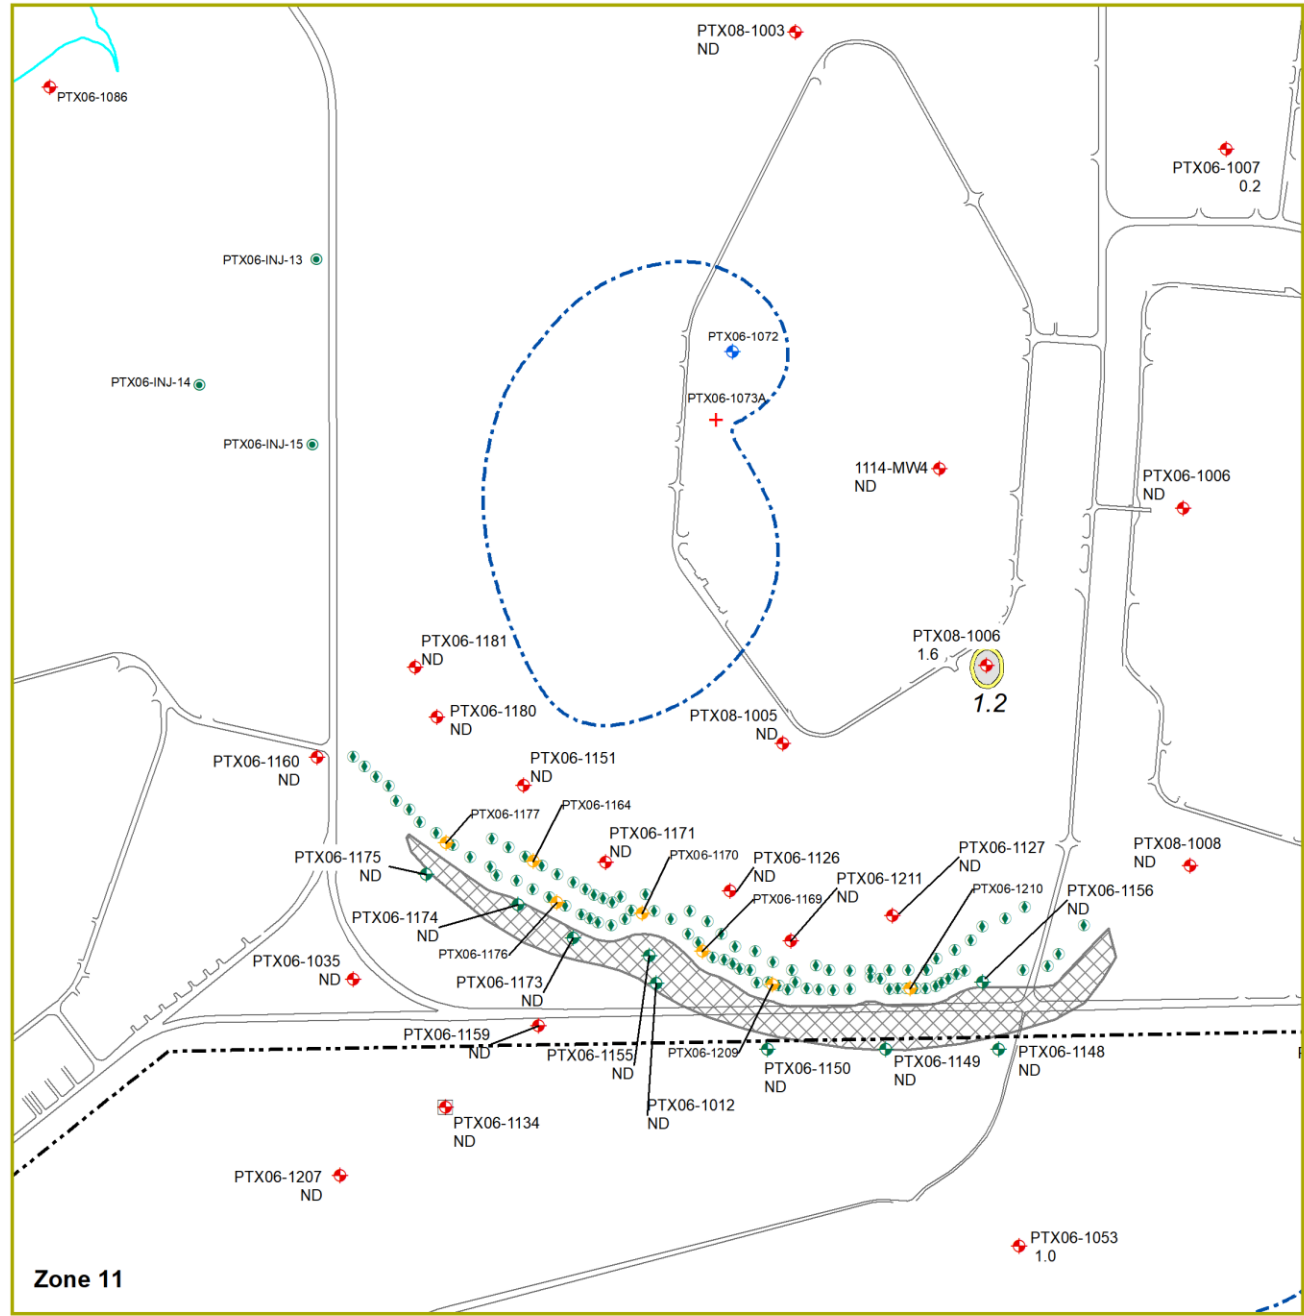 PTX08-1003
ND
PTX06-1086
PTX06-1007
0.2
PTX06-INJ-13
PTX06-1072
PTX06-INJ-14
PTX06-1073A
PTX06-INJ-15
1114-MW4
ND
PTX06-1006
ND
PTX06-1181
ND
PTX08-1006
1.6
1.2
PTX06-1180
ND
PTX08-1005
ND
PTX06-1160
ND
PTX06-1151
ND
PTX06-1177
PTX06-1164
PTX06-1171
ND
PTX06-1170
PTX06-1175
ND
PTX06-1126
ND
PTX06-1127
ND
PTX08-1008
ND
PTX06-1211
ND
PTX06-1210
PTX06-1156
ND
PTX06-1169
PTX06-1174
ND
PTX06-1176
PTX06-1035
ND
PTX06-1173
ND
PTX06-1159
ND
PTX06-1155
ND
PTX06-1209
PTX06-1150
ND
PTX06-1149
ND
PTX06-1148
ND
PTX06-1012
ND
PTX06-1134
ND
PTX06-1207
ND
PTX06-1053
1.0
Zone 11